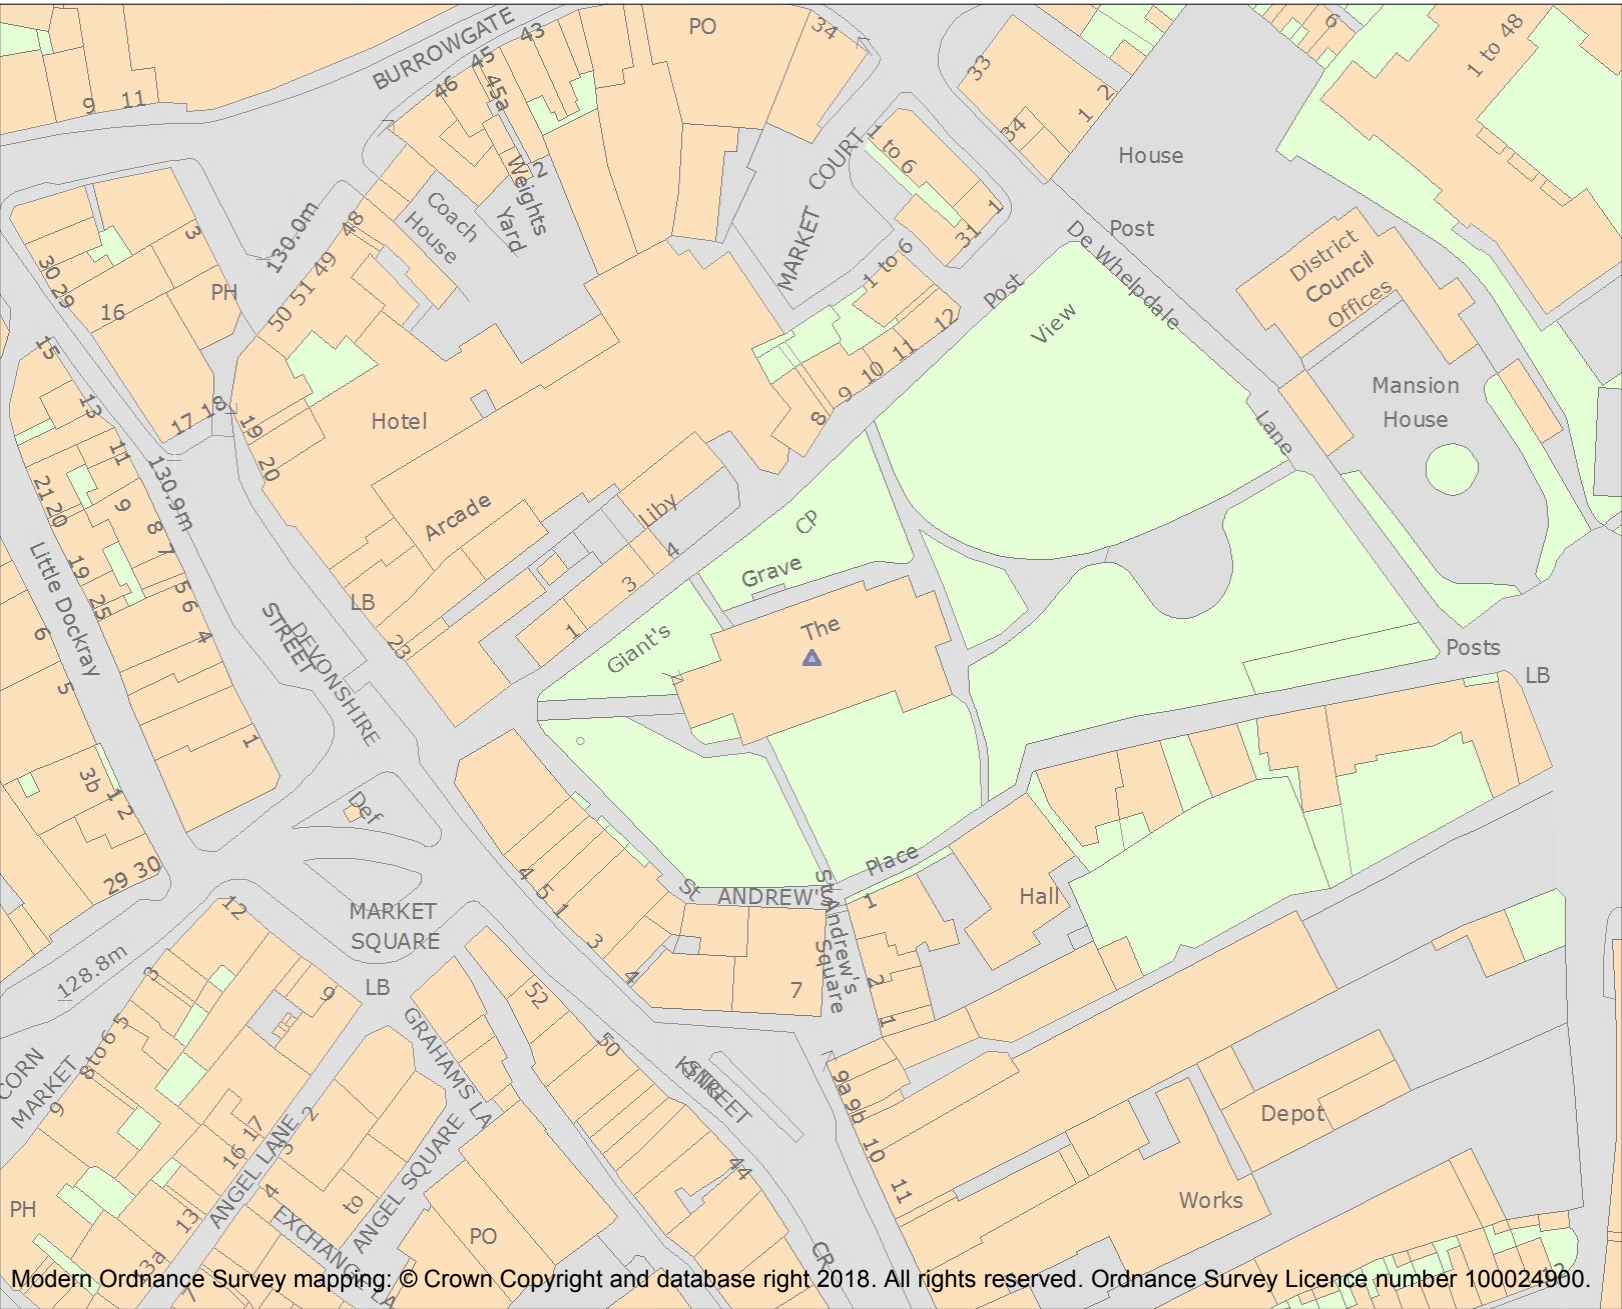 BURROWGATE
43
PO
34
6
1 to 48
45
46
45a
33
9
11
1
2
34
1 to 6
COURT
House
2
Weights
Yard
Coach
House
1
31
Post
De Whelpdale
MARKET
District
Council
Offices
130.0m
48
49
51
50
3
30
29
16
PH
1 to 6
Post
12
View
11
10
9
8
15
13
17
18
19
20
Hotel
Mansion
House
Lane
11
130.9m
21
20
9
8
7
Arcade
Liby
4
CP
Grave
3
Little Dockray
19
25
5
6
4
LB
STREET
DEVONSHIRE
23
1
The
Giant's
6
5
Posts
LB
1
3b
1
2
Def
29 30
Place
4
5
1
St
ANDREW'S
1
Hall
12
MARKET
SQUARE
3
St Andrew's
Square
128.8m
3
4
7
2
LB
9
52
1
GRAHAMS LA
5
8to6
50
CORN
MARKET
KING
STREET
9a
9b
9
2
17
16
3
ANGEL LANE
10
Depot
44
11
4
to
ANGEL SQUARE
PH
13
EXCHANGE LA
PO
Works
3a
7
CR
12
Modern Ordnance Survey mapping: © Crown Copyright and database right 2018. All rights reserved. Ordnance Survey Licence number 100024900.